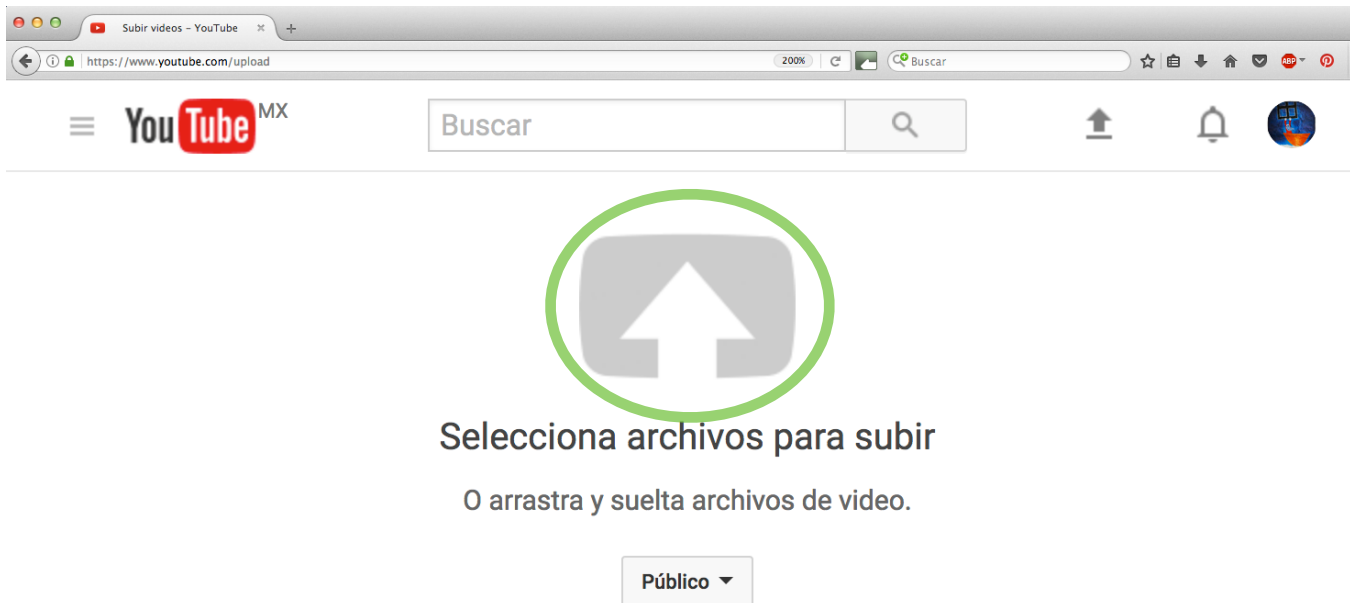 Subir videos - YouTube
https://www.youtube.com/upload 200% Buscar ABP
YouTube MX Buscar
Selecciona archivos para subir
O arrastra y suelta archivos de video.
Público